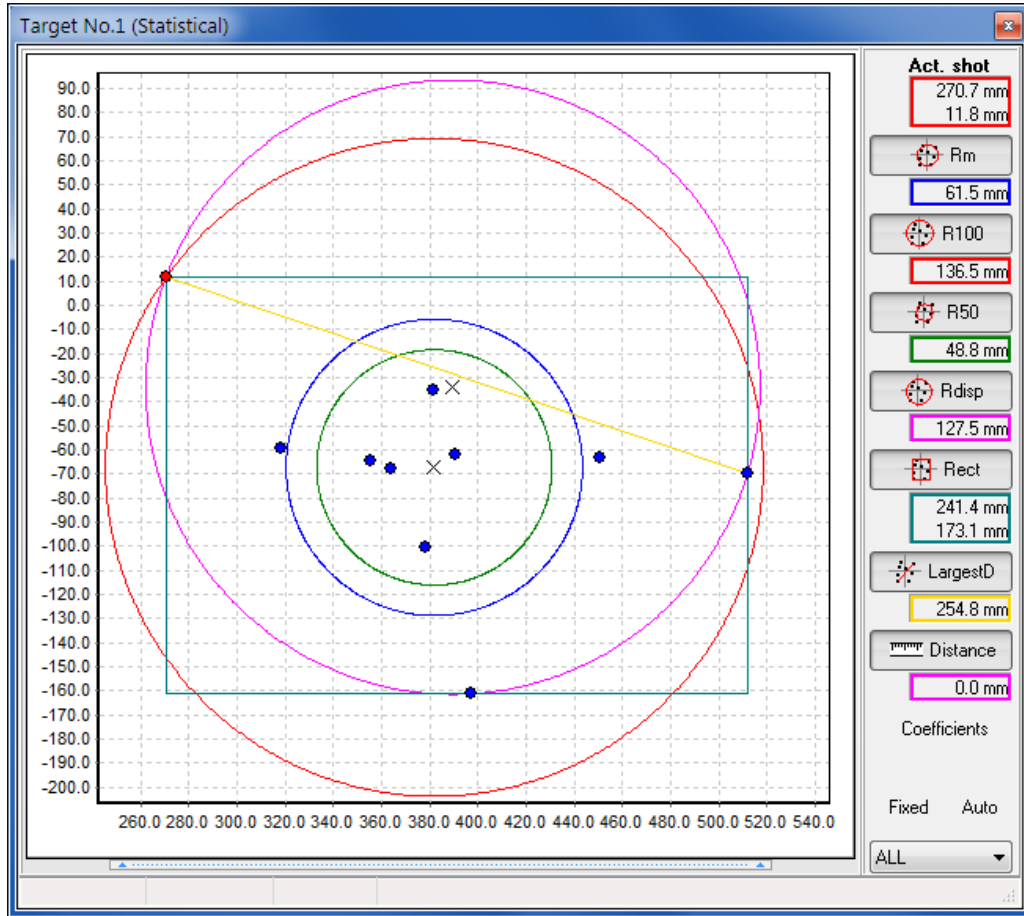 Target No.1 (Statistical)
90.0
80.0
70.0
60.0
50.0
40.0
30.0
20.0
10.0
0.0
-10.0
-20.0
-30.0
-40.0
-50.0
-60.0
-70.0
-80.0
-90.0
-100.0
-110.0
-120.0
-130.0
-140.0
-150.0
-160.0
-170.0
-180.0
-190.0
-200.0
260.0 280.0 300.0 320.0 340.0 360.0 380.0 400.0 420.0 440.0 460.0 480.0 500.0 520.0 540.0
Act. shot
270.7 mm
11.8 mm
Rm
61.5 mm
R100
136.5 mm
R50
48.8 mm
Rdisp
127.5 mm
Rect
241.4 mm
173.1 mm
LargestD
254.8 mm
Distance
0.0 mm
Coefficients
Fixed Auto
ALL